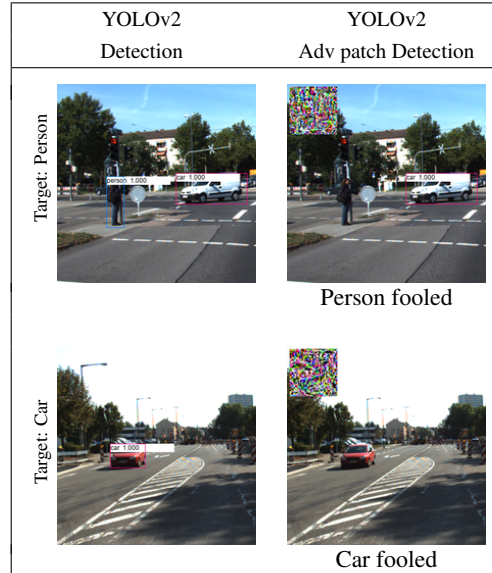 YOLOv2 YOLOv2
Detection Adv patch Detection
Target: Person
person 1.000
car 1.000
car 1.000
Person fooled
Target: Car
car 1.000
Car fooled